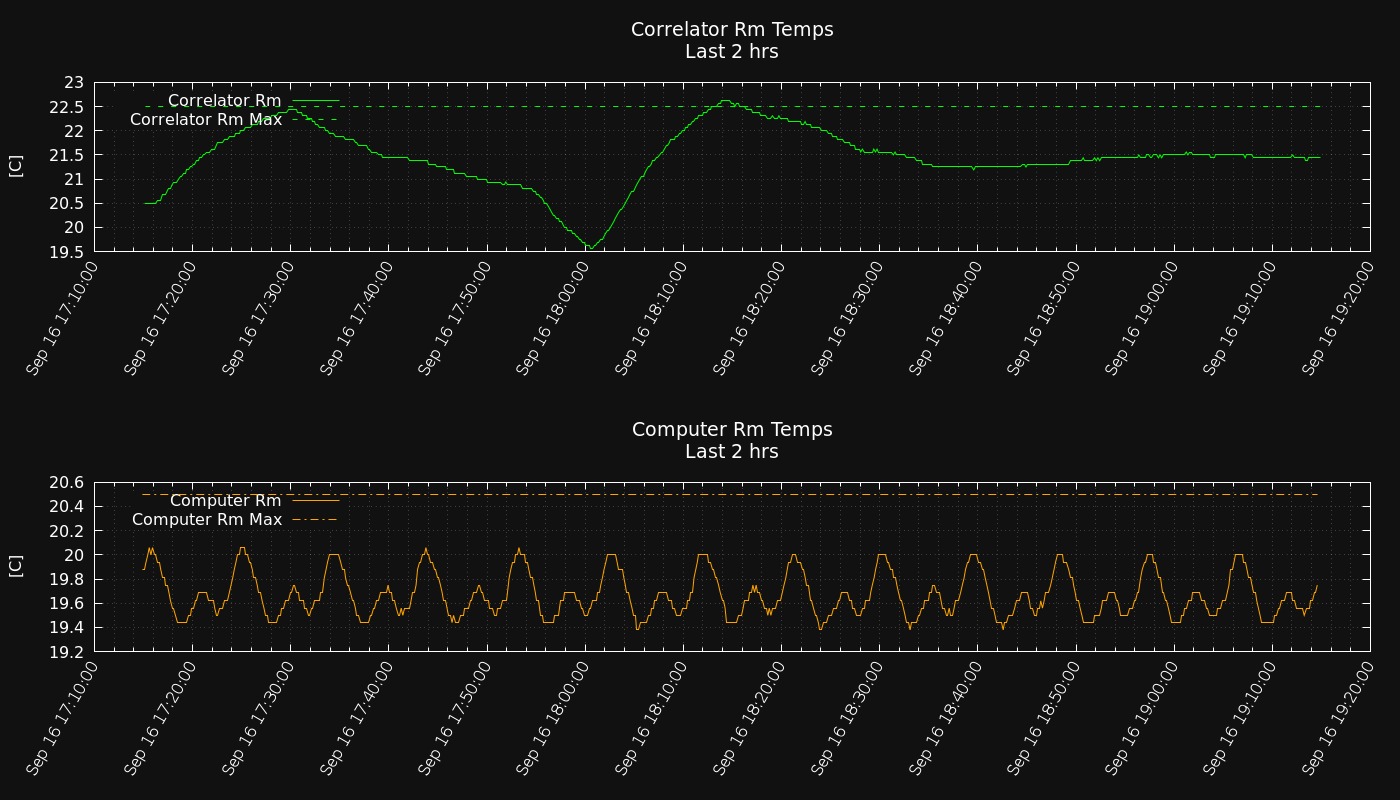 Correlator Rm Temps
Last 2 hrs
[C]
23
22.5
22
21.5
21
20.5
20
19.5
Correlator Rm
Correlator Rm Max
Sep 16 17:10:00
Sep 16 17:20:00
Sep 16 17:30:00
Sep 16 17:40:00
Sep 16 17:50:00
Sep 16 18:00:00
Sep 16 18:10:00
Sep 16 18:20:00
Sep 16 18:30:00
Sep 16 18:40:00
Sep 16 18:50:00
Sep 16 19:00:00
Sep 16 19:10:00
Sep 16 19:20:00
Computer Rm Temps
Last 2 hrs
[C]
20.6
20.4
20.2
20
19.8
19.6
19.4
19.2
Computer Rm
Computer Rm Max
Sep 16 17:10:00
Sep 16 17:20:00
Sep 16 17:30:00
Sep 16 17:40:00
Sep 16 17:50:00
Sep 16 18:00:00
Sep 16 18:10:00
Sep 16 18:20:00
Sep 16 18:30:00
Sep 16 18:40:00
Sep 16 18:50:00
Sep 16 19:00:00
Sep 16 19:10:00
Sep 16 19:20:00